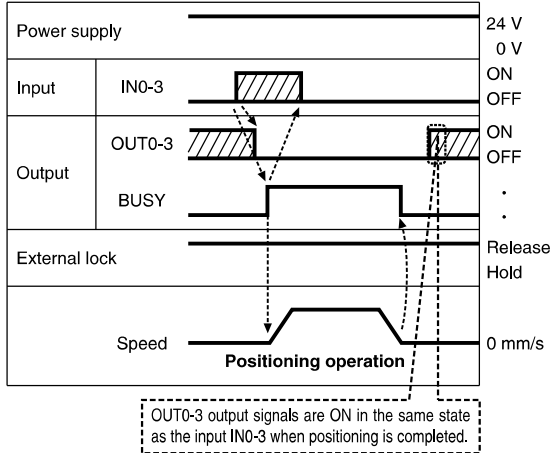 Power supply
24 V
0 V
Input
IN0-3
ON
OFF
Output
OUT0-3
ON
OFF
BUSY
External lock
Release
Hold
Speed
0 mm/s
Positioning operation
OUT0-3 output signals are ON in the same state
as the input IN0-3 when positioning is completed.